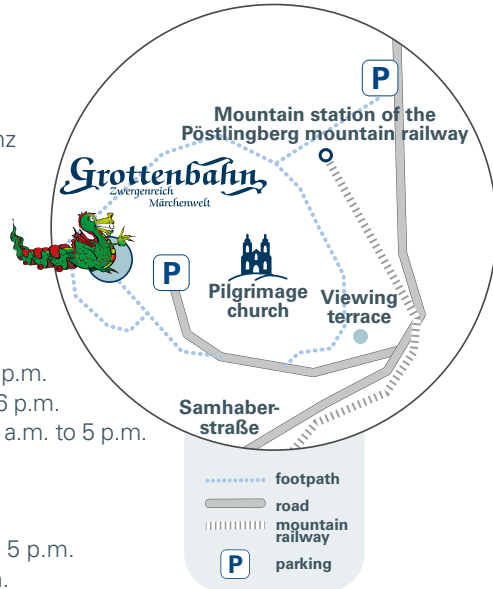 nz
P
Mountain station of the
Pöstlingberg mountain railway
Grottenbahn
Zwergenreich
Märchenwelt
P
Pilgrimage
church
Viewing
terrace
p.m.
6 p.m.
a.m. to 5 p.m.
Samhaber-
straße
footpath
road
mountain
railway
P parking
5 p.m.